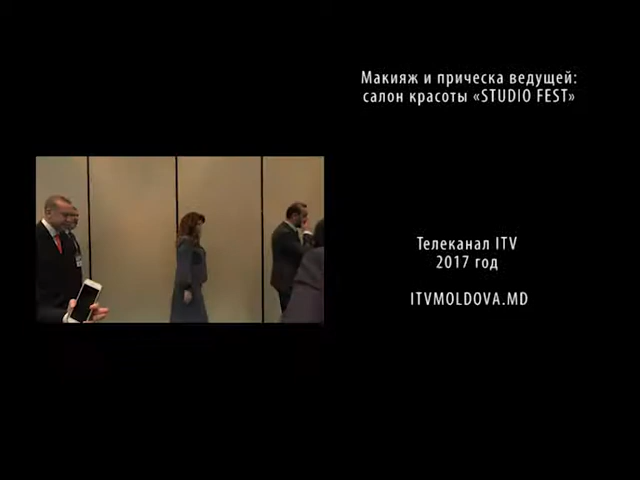 Макияж и прическа ведущей:
салон красоты «STUDIO FEST»
Телеканал ITV
2017 год
ITVMOLDOVA.MD